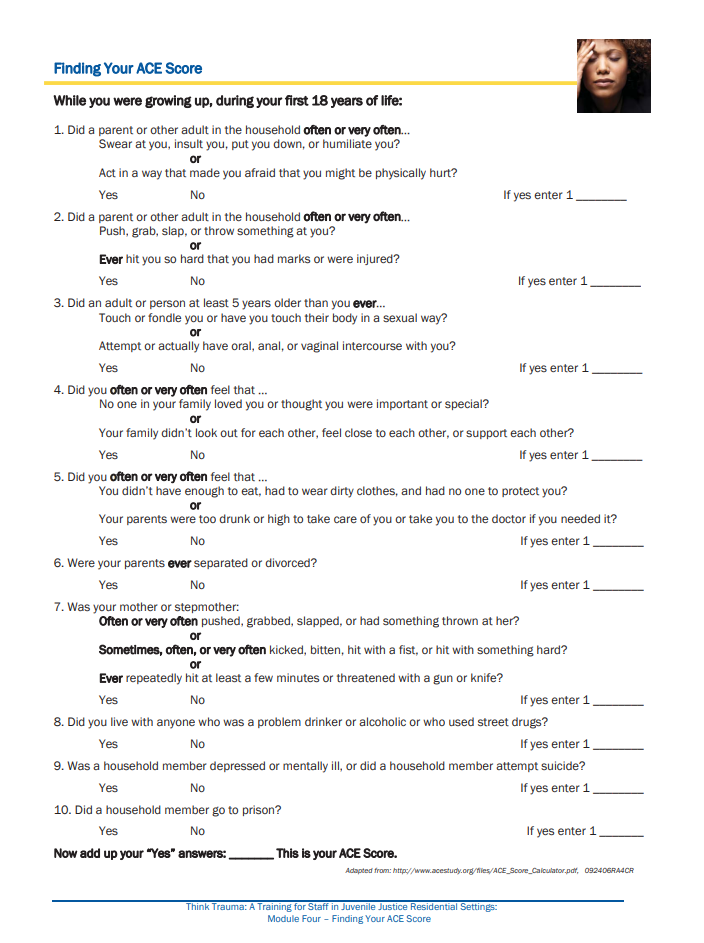 Finding Your ACE Score
While you were growing up, during your first 18 years of life:
1. Did a parent or other adult in the household often or very often…
Swear at you, insult you, put you down, or humiliate you?
or
Act in a way that made you afraid that you might be physically hurt?
Yes No If yes enter 1 ________
2. Did a parent or other adult in the household often or very often…
Push, grab, slap, or throw something at you?
or
Ever hit you so hard that you had marks or were injured?
Yes No If yes enter 1 ________
3. Did an adult or person at least 5 years older than you ever…
Touch or fondle you or have you touch their body in a sexual way?
or
Attempt or actually have oral, anal, or vaginal intercourse with you?
Yes No If yes enter 1 ________
4. Did you often or very often feel that …
No one in your family loved you or thought you were important or special?
or
Your family didn’t look out for each other, feel close to each other, or support each other?
Yes No If yes enter 1 ________
5. Did you often or very often feel that …
You didn’t have enough to eat, had to wear dirty clothes, and had no one to protect you?
or
Your parents were too drunk or high to take care of you or take you to the doctor if you needed it?
Yes No If yes enter 1 ________
6. Were your parents ever separated or divorced?
Yes No If yes enter 1 ________
7. Was your mother or stepmother:
Often or very often pushed, grabbed, slapped, or had something thrown at her?
or
Sometimes, often, or very often kicked, bitten, hit with a fist, or hit with something hard?
or
Ever repeatedly hit at least a few minutes or threatened with a gun or knife?
Yes No If yes enter 1 ________
8. Did you live with anyone who was a problem drinker or alcoholic or who used street drugs?
Yes No If yes enter 1 ________
9. Was a household member depressed or mentally ill, or did a household member attempt suicide?
Yes No If yes enter 1 ________
10. Did a household member go to prison?
Yes No If yes enter 1 ________
Now add up your “Yes” answers: _______ This is your ACE Score.
Adapted from: http://www.acestudy.org/files/ACE_Score_Calculator.pdf, 092406RA4CR
Think Trauma: A Training for Staff in Juvenile Justice Residential Settings:
Module Four – Finding Your ACE Score